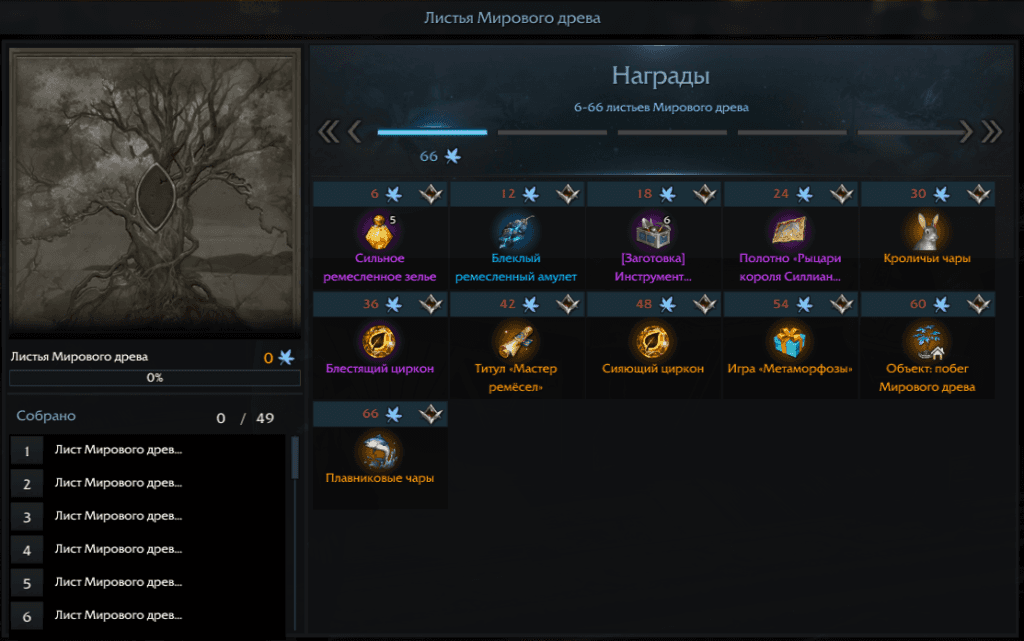 Листья Мирового древа
Награды
6-66 листьев Мирового древа
66
6 12 18 24 30
5
6
Сильное ремесленное зелье
Блеклый ремесленный амулет
[Заготовка] Инструмент...
Полотно «Рыцари короля Силлиан...
Кроличьи чары
36 42 48 54 60
Блестящий циркон
Титул «Мастер ремёсел»
Сияющий циркон
Игра «Метаморфозы»
Объект: побег Мирового древа
66
Плавниковые чары
Листья Мирового древа 0
0%
Собрано 0 / 49
1 Лист Мирового древ...
2 Лист Мирового древ...
3 Лист Мирового древ...
4 Лист Мирового древ...
5 Лист Мирового древ...
6 Лист Мирового древ...